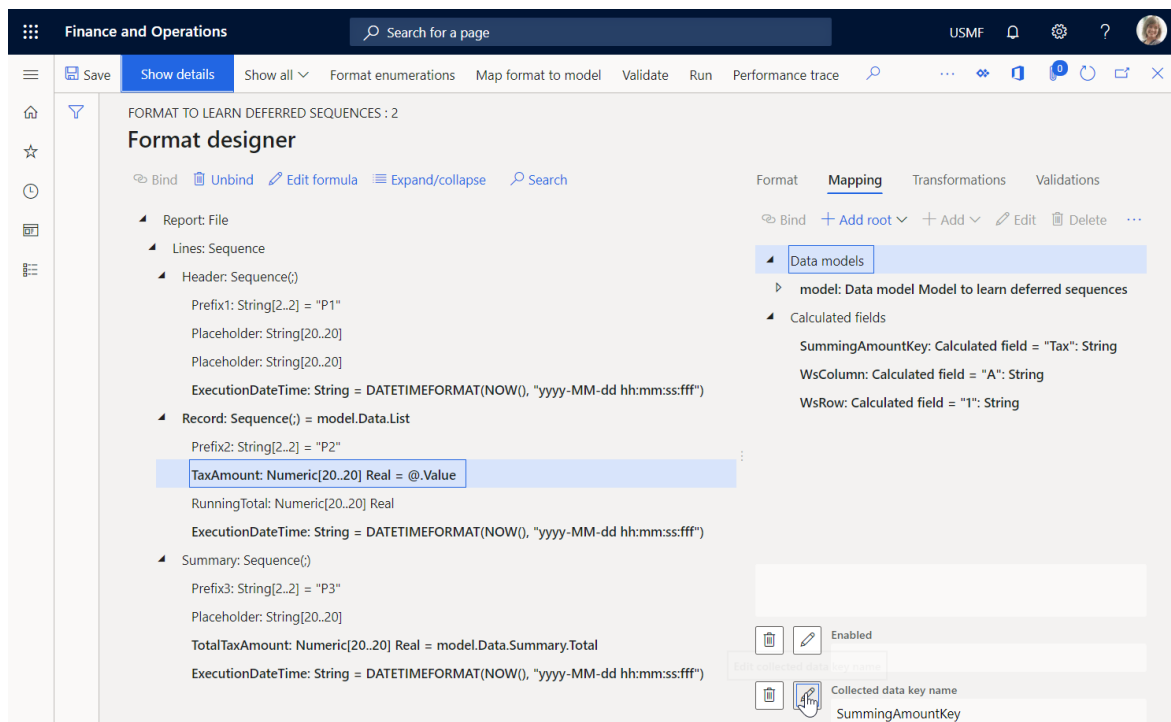 Finance and Operations
Search for a page
USMF
Save
Show details
Show all
Format enumerations
Map format to model
Validate
Run
Performance trace
0
FORMAT TO LEARN DEFERRED SEQUENCES : 2
Format designer
Bind
Unbind
Edit formula
Expand/collapse
Search
Report: File
Lines: Sequence
Header: Sequence(;)
Prefix1: String[2..2] = "P1"
Placeholder: String[20..20]
Placeholder: String[20..20]
ExecutionDateTime: String = DATETIMEFORMAT(NOW(), "yyyy-MM-dd hh:mm:ss:fff")
Record: Sequence(;) = model.Data.List
Prefix2: String[2..2] = "P2"
TaxAmount: Numeric[20..20] Real = @.Value
RunningTotal: Numeric[20..20] Real
ExecutionDateTime: String = DATETIMEFORMAT(NOW(), "yyyy-MM-dd hh:mm:ss:fff")
Summary: Sequence(;)
Prefix3: String[2..2] = "P3"
Placeholder: String[20..20]
TotalTaxAmount: Numeric[20..20] Real = model.Data.Summary.Total
ExecutionDateTime: String = DATETIMEFORMAT(NOW(), "yyyy-MM-dd hh:mm:ss:fff")
Format
Mapping
Transformations
Validations
Bind
Add root
Add
Edit
Delete
Data models
model: Data model Model to learn deferred sequences
Calculated fields
SummingAmountKey: Calculated field = "Tax": String
WsColumn: Calculated field = "A": String
WsRow: Calculated field = "1": String
Enabled
Edit collected data key name
Collected data key name
SummingAmountKey